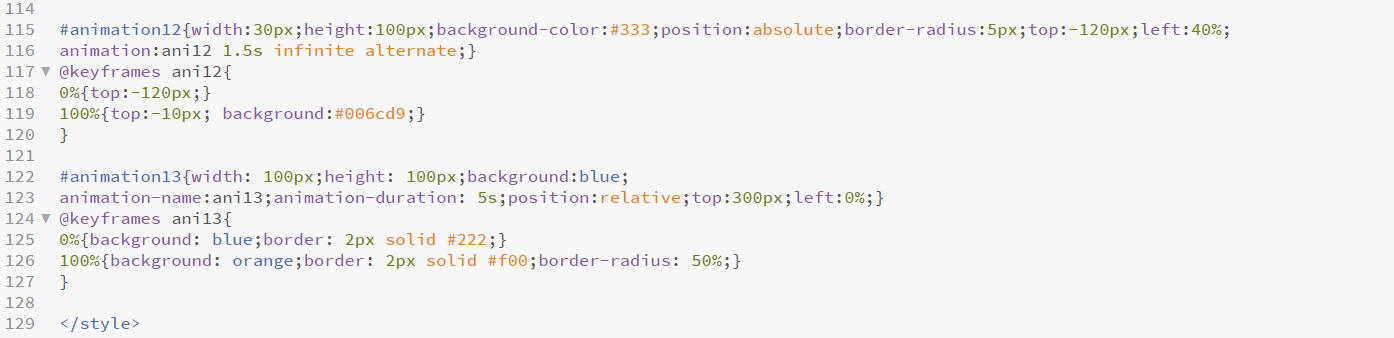 114
115 #animation12{width:30px;height:100px;background-color:#333;position:absolute;border-radius:5px;top:-120px;left:40%;
116 animation:ani12 1.5s infinite alternate;}
117 ▼ @keyframes ani12{
118 0%{top:-120px;}
119 100%{top:-10px; background:#006cd9;}
120 }
121
122 #animation13{width: 100px;height: 100px;background:blue;
123 animation-name:ani13;animation-duration: 5s;position:relative;top:300px;left:0%;}
124 ▼ @keyframes ani13{
125 0%{background: blue;border: 2px solid #222;}
126 100%{background: orange;border: 2px solid #f00;border-radius: 50%;}
127 }
128
129 </style>